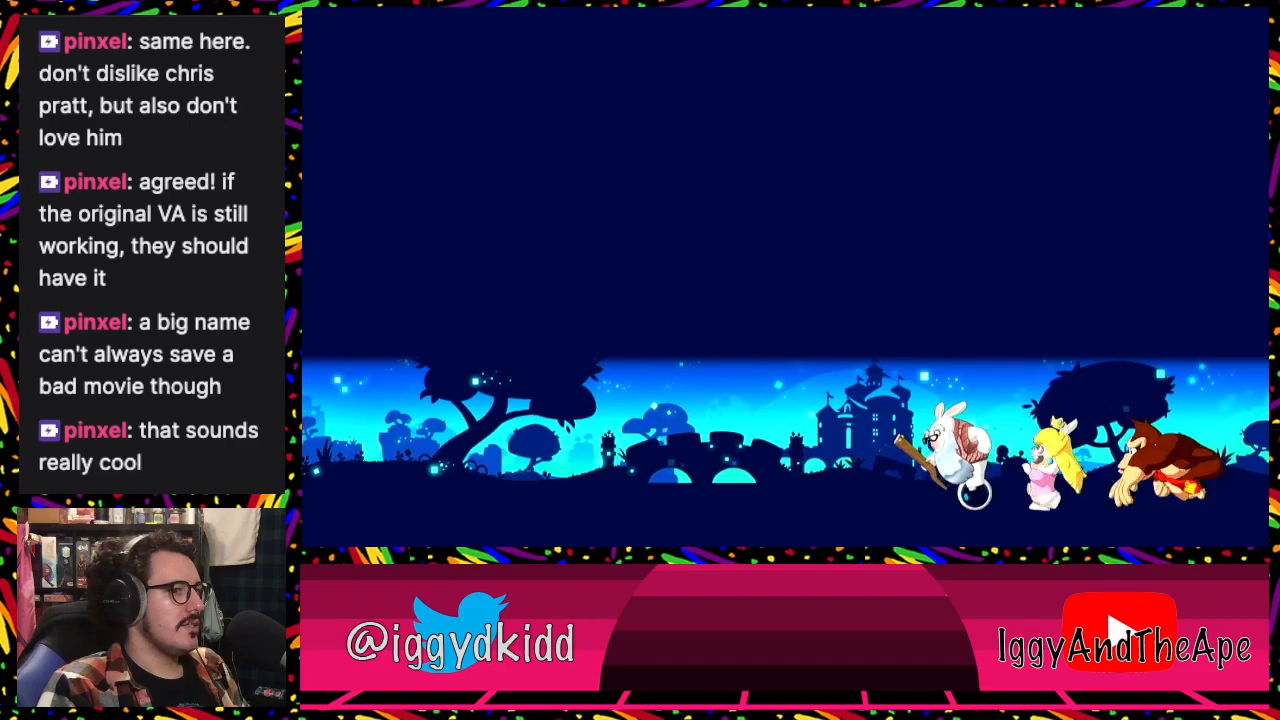 pinxel: same here.
don't dislike chris
pratt, but also don't
love him
pinxel: agreed! if
the original VA is still
working, they should
have it
pinxel: a big name
can't always save a
bad movie though
pinxel: that sounds
really cool
@iggydkidd
IggyAndTheApe